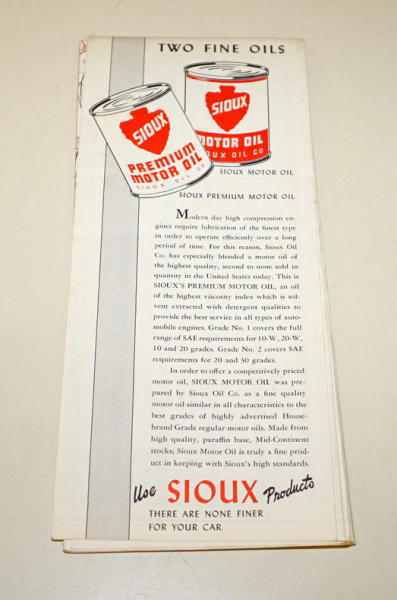 TWO FINE OILS
SIOUX
MOTOR OIL
SIOUX OIL CO
SIOUX
PREMIUM
MOTOR OIL
SIOUX OIL CO
SIOUX MOTOR OIL
SIOUX PREMIUM MOTOR OIL
Modern day high compression en-
gines require lubrication of the finest type
in order to operate efficiently over a long
period of time. For this reason, Sioux Oil
Co. has especially blended a motor oil of
the highest quality, second to none sold in
quantity in the United States today. This is
SIOUX'S PREMIUM MOTOR OIL, an oil
of the highest viscosity index which is sol-
vent extracted with detergent qualities to
provide the best service in all types of auto-
mobile engines. Grade No. 1 covers the full
range of SAE requirements for 10-W, 20-W,
10 and 20 grades. Grade No. 2 covers SAE
requirements for 20 and 30 grades.
In order to offer a competitively priced
motor oil, SIOUX MOTOR OIL was pre-
pared by Sioux Oil Co. as a fine quality
motor oil similar in all characteristics to the
best grades of highly advertised House-
brand Grade regular motor oils. Made from
high quality, paraffin base, Mid-Continent
stocks; Sioux Motor Oil is truly a fine prod-
uct in keeping with Sioux's high standards.
Use SIOUX Products
THERE ARE NONE FINER
FOR YOUR CAR.